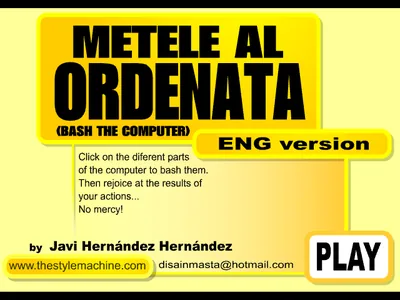 METELE AL
ORDENATA
(BASH THE COMPUTER)
ENG version
Click on the diferent parts
of the computer to bash them.
Then rejoice at the results of
your actions...
No mercy!
by Javi Hernández Hernández
www.thestylemachine.com disainmasta@hotmail.com
PLAY